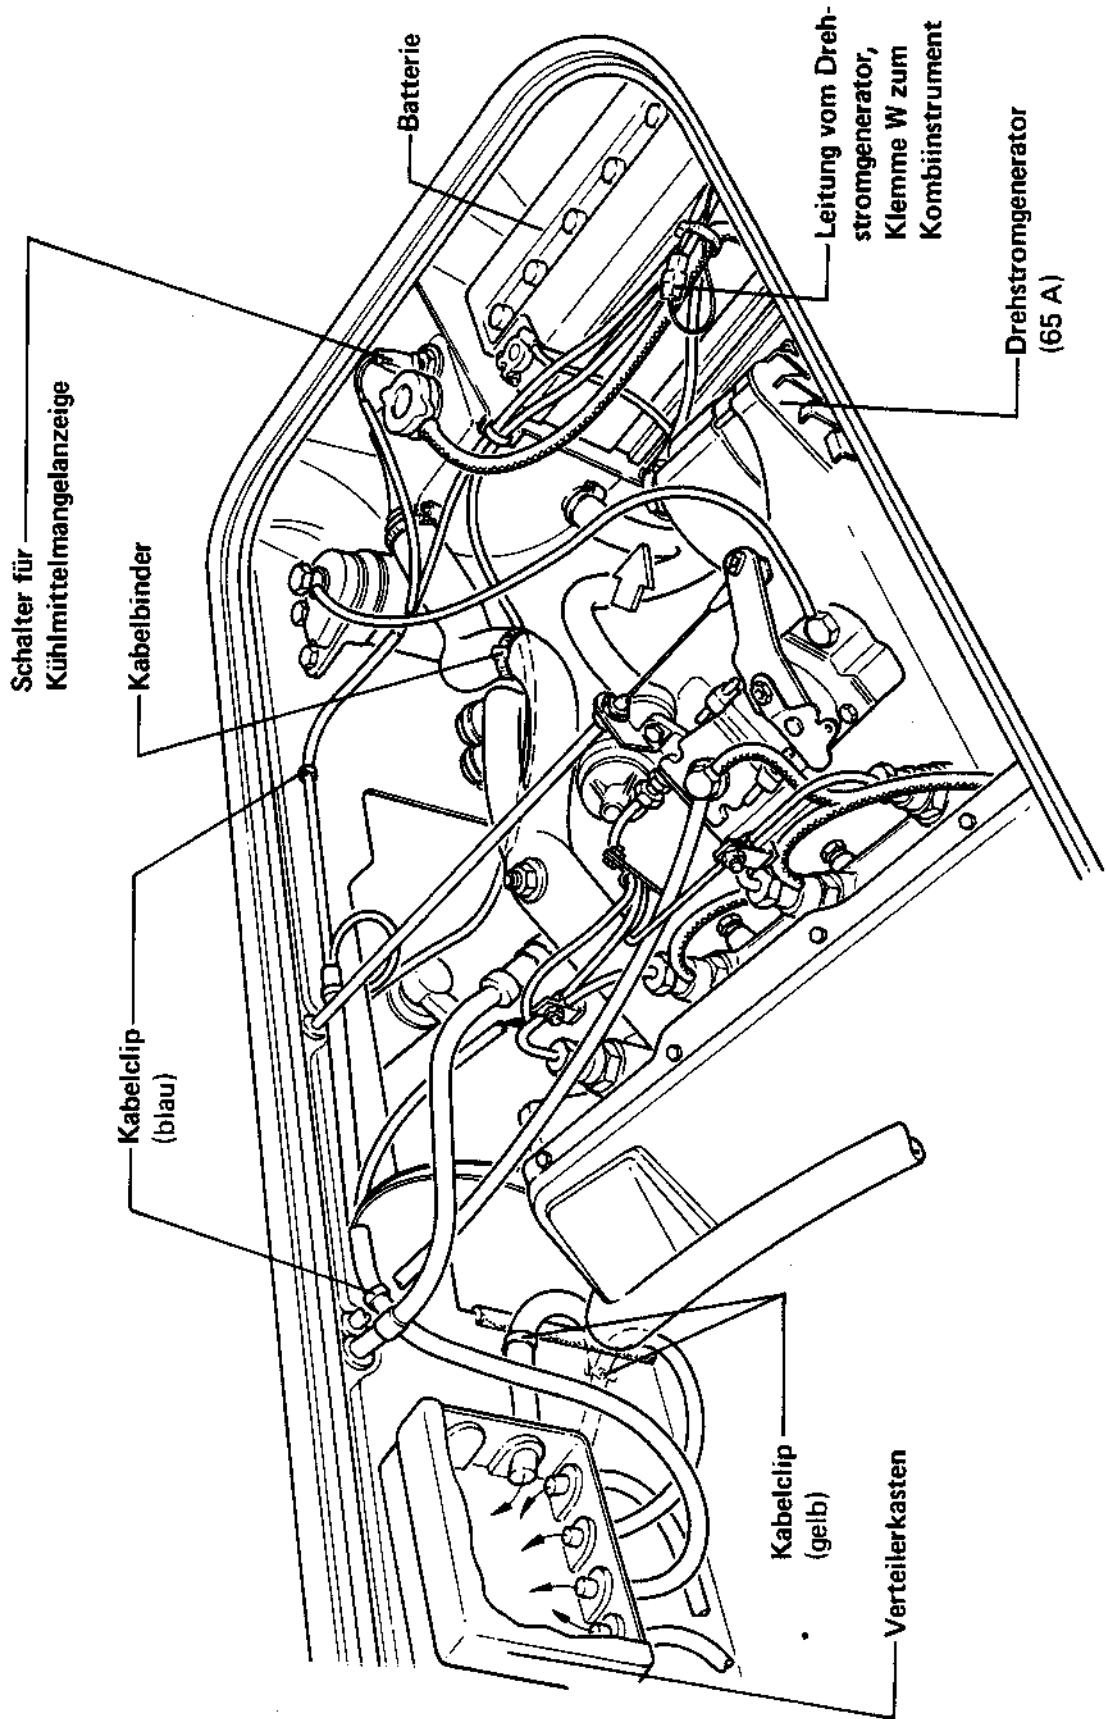 Schalter für
Kühlmittelmangelanzeige
Kabelbinder
Kabelclip
(blau)
Batterie
Leitung vom Dreh-
stromgenerator,
Klemme W zum
Kombiinstrument
Drehstromgenerator
(65 A)
Kabelclip
(gelb)
Verteilerkasten